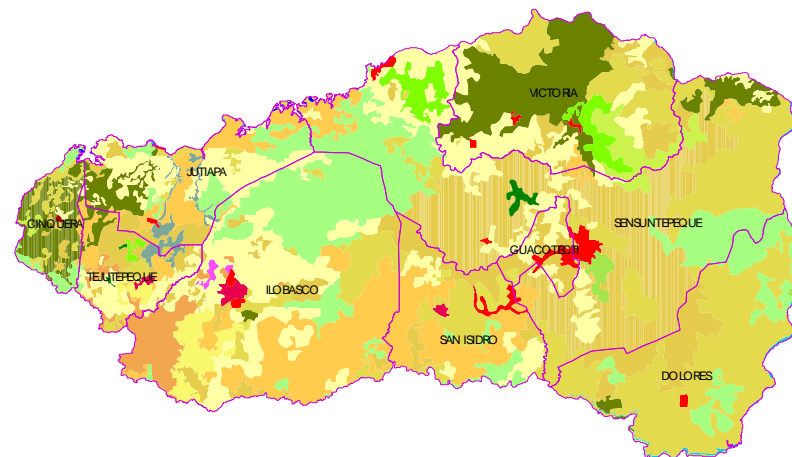 VICTORIA
JUTIAPA
CINQUERA
SENSUNTEPEQUE
GUACOTECTI
TEJUTEPEQUE
ILOBASCO
SAN ISIDRO
DOLORES